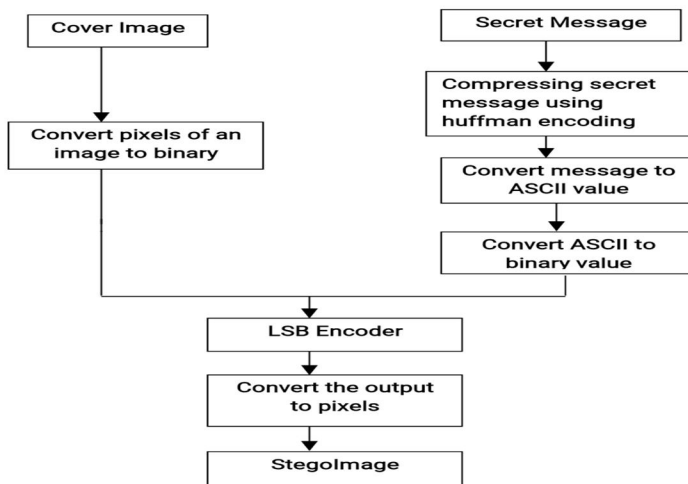 Cover Image
Secret Message
Compressing secret
message using
huffman encoding
Convert pixels of an
image to binary
Convert message to
ASCII value
Convert ASCII to
binary value
LSB Encoder
Convert the output
to pixels
StegoImage